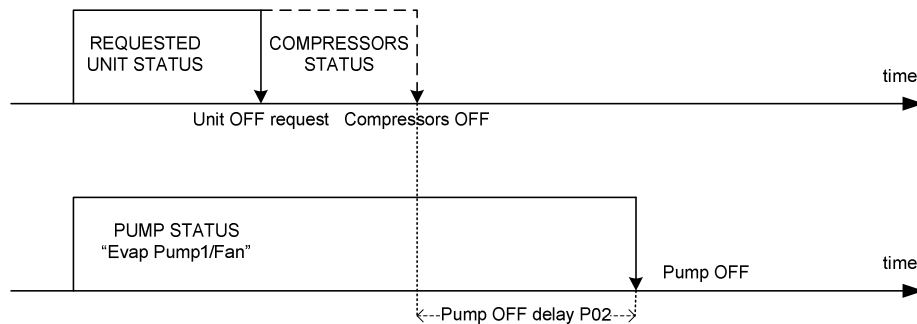 REQUESTED
UNIT STATUS
COMPRESSORS
STATUS
time
Unit OFF request
Compressors OFF
PUMP STATUS
“Evap Pump1/Fan”
time
Pump OFF
Pump OFF delay P02